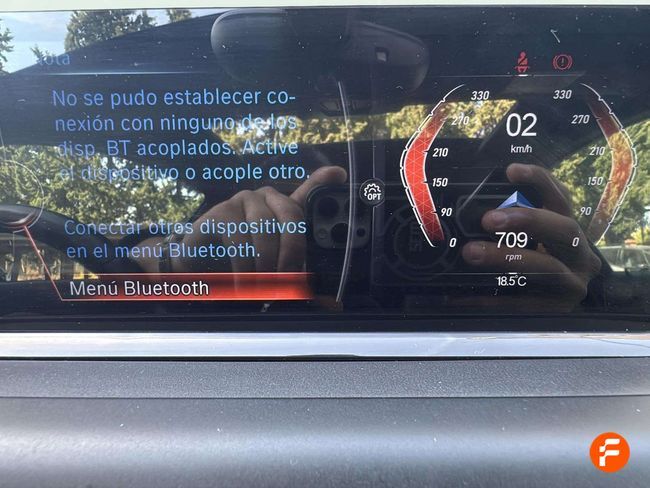 No se pudo establecer co-
nexión con ninguno de los
disp. BT acoplados. Active
el dispositivo o acople otro.
Conectar otros dispositivos
en el menú Bluetooth.
Menú Bluetooth
OPT
330
270
210
150
90
0
02
km/h
709
rpm
18.5°C
330
270
210
150
90
0